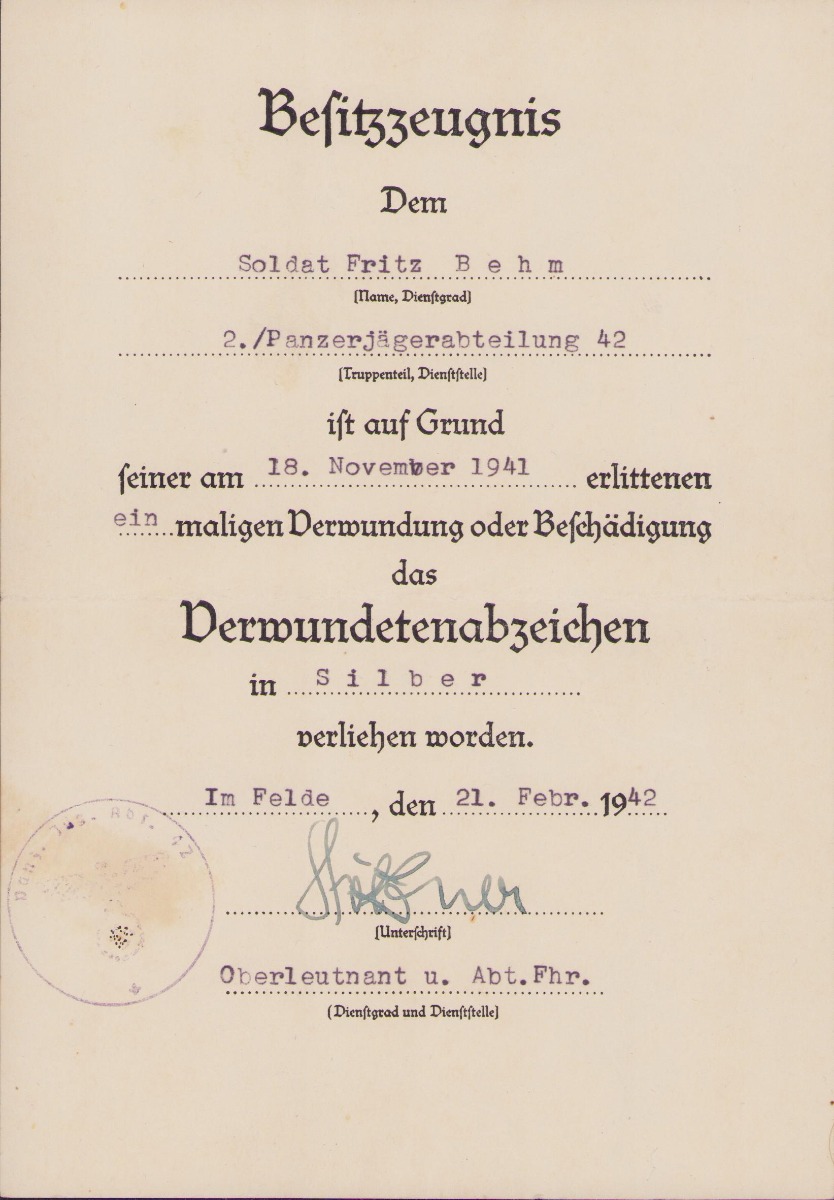 Besitzzeugnis
Dem
Soldat Fritz B e h m
(Name, Dienstgrad)
2./Panzerjägerabteilung 42
(Truppenteil, Dienststelle)
ist auf Grund
seiner am 18. November 1941 erlittenen
ein maligen Verwundung oder Beschädigung
das
Verwundetenabzeichen
in S i l b e r
verliehen worden.
Im Felde, den 21. Febr. 1942
(Unterschrift)
Oberleutnant u. Abt.Fhr.
(Dienstgrad und Dienststelle)